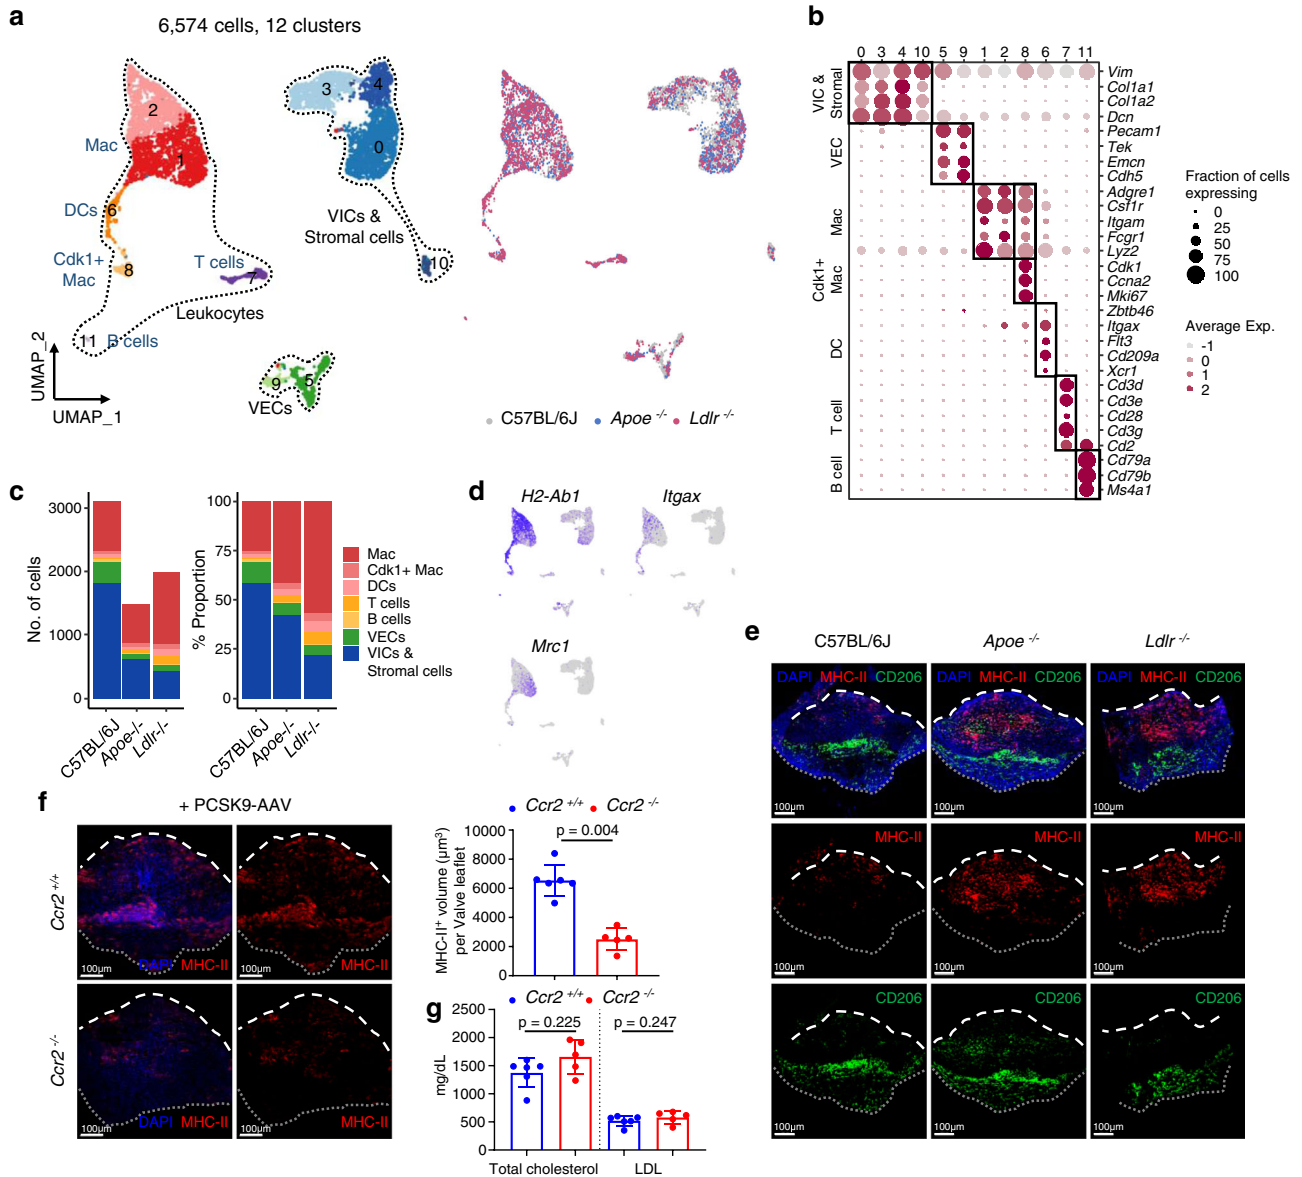 a
6,574 cells, 12 clusters
3
4
2
0
1
Mac
DCs
6
VICs &
Stromal cells
Cdk1+
Mac
8
T cells
7
10
Leukocytes
11
B cells
9
5
VECs
UMAP_2
UMAP_1
C57BL/6J
Apoe -/-
Ldlr -/-
b
0 3 4 10 5 9 1 2 8 6 7 11
VIC &
Stromal
VEC
Mac
Cdk1+
Mac
DC
T cell
B cell
Vim
Col1a1
Col1a2
Dcn
Pecam1
Tek
Emcn
Cdh5
Adgre1
Csf1r
Itgam
Fcgr1
Lyz2
Cdk1
Ccna2
Mki67
Zbtb46
Itgax
Flt3
Cd209a
Xcr1
Cd3d
Cd3e
Cd28
Cd3g
Cd2
Cd79a
Cd79b
Ms4a1
Fraction of cells
expressing
0
25
50
75
100
Average Exp.
-1
0
1
2
c
No. of cells
3000
2000
1000
0
C57BL/6J
Apoe-/-
Ldlr-/-
% Proportion
100
75
50
25
0
C57BL/6J
Apoe-/-
Ldlr-/-
Mac
Cdk1+ Mac
DCs
T cells
B cells
VECs
VICs &
Stromal cells
d
H2-Ab1
Itgax
Mrc1
e
C57BL/6J
Apoe -/-
Ldlr -/-
DAPI MHC-II CD206
DAPI MHC-II CD206
DAPI MHC-II CD206
100µm
100µm
100µm
MHC-II
MHC-II
MHC-II
100µm
100µm
100µm
CD206
CD206
CD206
100µm
100µm
100µm
f
+ PCSK9-AAV
Ccr2 +/+
100µm
DAPI MHC-II
100µm
MHC-II
Ccr2 -/-
100µm
DAPI MHC-II
100µm
MHC-II
Ccr2 +/+
Ccr2 -/-
MHC-II+ volume (µm3)
per Valve leaflet
10000
8000
6000
4000
2000
0
p = 0.004
g
Ccr2 +/+
Ccr2 -/-
mg/dL
2500
2000
1500
1000
500
0
p = 0.225
p = 0.247
Total cholesterol
LDL